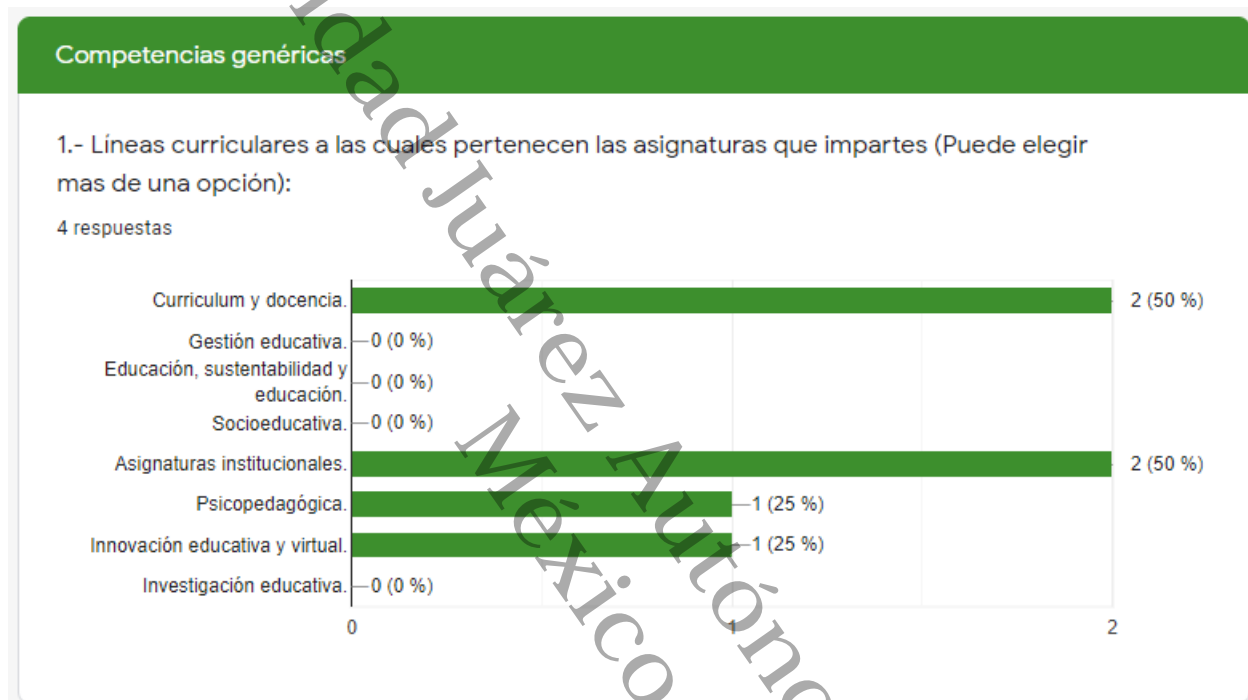 Competencias genéricas
1.- Líneas curriculares a las cuales pertenecen las asignaturas que impartes (Puede elegir
mas de una opción):
4 respuestas
Curriculum y docencia. 2 (50 %)
Gestión educativa. 0 (0 %)
Educación, sustentabilidad y
educación. 0 (0 %)
Socioeducativa. 0 (0 %)
Asignaturas institucionales. 2 (50 %)
Psicopedagógica. 1 (25 %)
Innovación educativa y virtual. 1 (25 %)
Investigación educativa. 0 (0 %)
0 1 2
dad Juárez Autóno
México